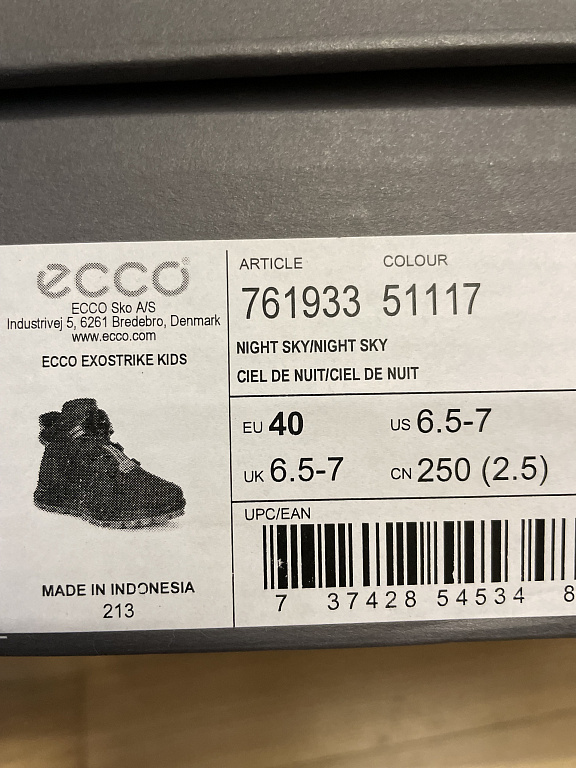 ecco®
ECCO Sko A/S
Industrivej 5, 6261 Bredebro, Denmark
www.ecco.com
ECCO EXOSTRIKE KIDS
MADE IN INDONESIA
213
ARTICLE COLOUR
761933 51117
NIGHT SKY/NIGHT SKY
CIEL DE NUIT/CIEL DE NUIT
EU 40 US 6.5-7
UK 6.5-7 CN 250 (2.5)
UPC/EAN
7 37428 54534 8